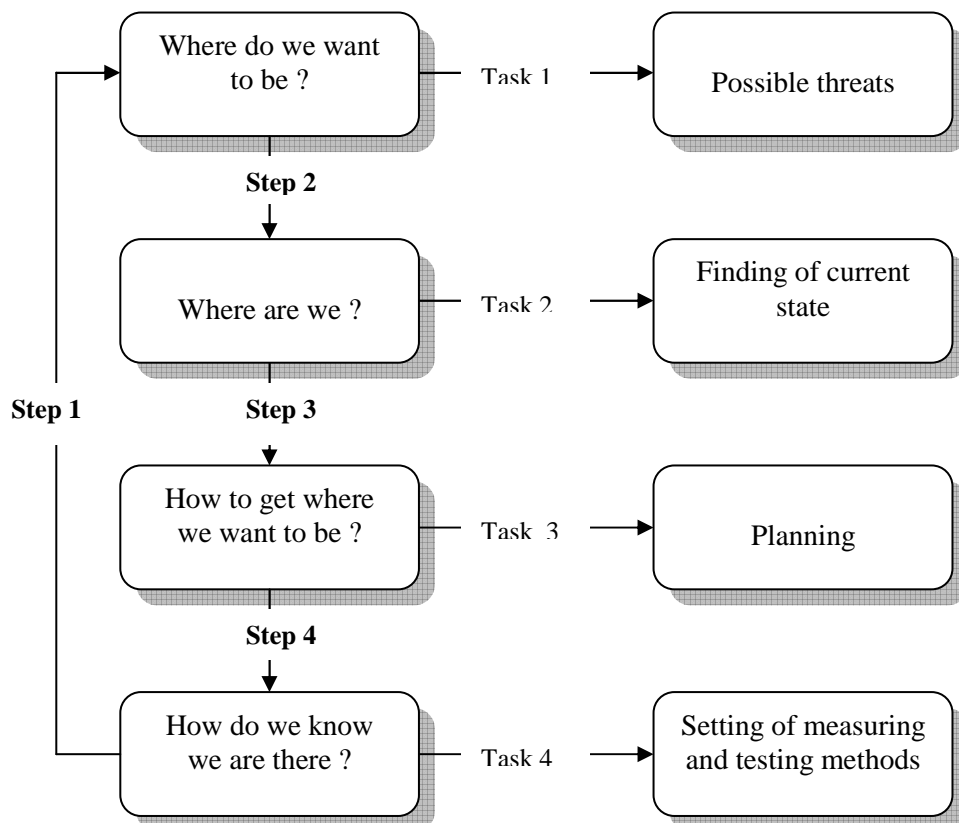 Where do we want
to be ?
Task 1
Possible threats
Step 2
Where are we ?
Task 2
Finding of current
state
Step 1
Step 3
How to get where
we want to be ?
Task  3
Planning
Step 4
How do we know
we are there ?
Task 4
Setting of measuring
and testing methods